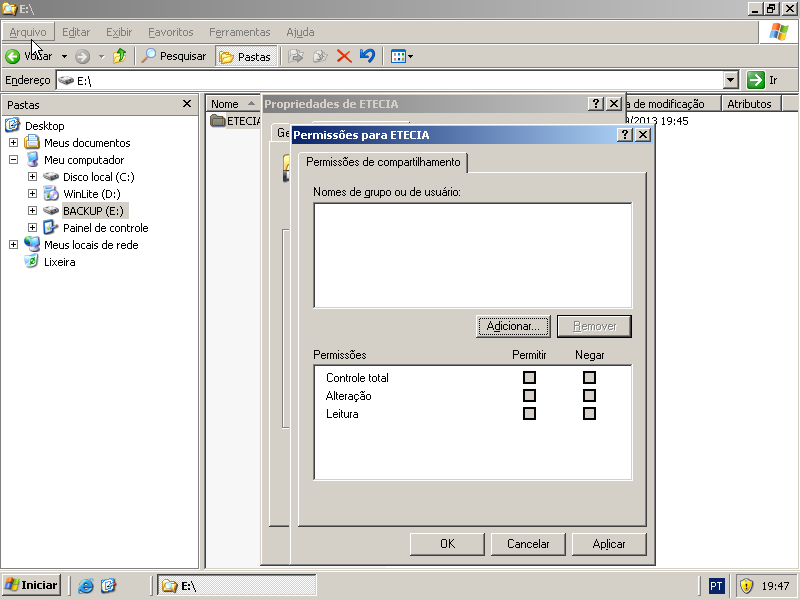 E:\
Arquivo Editar Exibir Favoritos Ferramentas Ajuda
Voltar Pesquisar Pastas
Endereço E:\ Ir
Pastas
Desktop
Meus documentos
Meu computador
Disco local (C:)
WinLite (D:)
BACKUP (E:)
Painel de controle
Meus locais de rede
Lixeira
Nome a de modificação Atributos
ETECIA /2013 19:45
Propriedades de ETECIA
Ge
Permissões para ETECIA
Permissões de compartilhamento
Nomes de grupo ou de usuário:
Adicionar... Remover
Permissões Permitir Negar
Controle total
Alteração
Leitura
OK Cancelar Aplicar
Iniciar E:\ PT 19:47